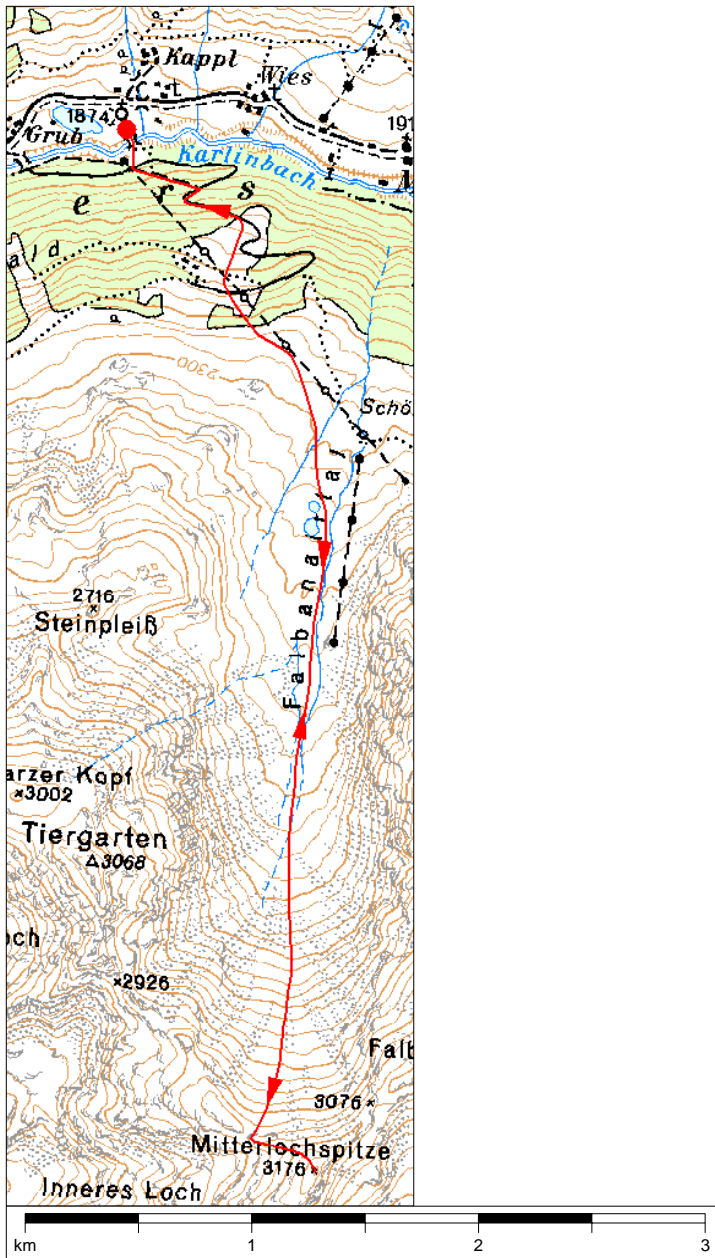 Kappl
Wies
1874
Grub
191
Karlinbach
e r s
ald
2300
Schö
Falbanaittal
2716
Steinpleiß
arzer Kopf
3002
Tiergarten
3068
och
2926
Falb
3076
Mitterlochspitze
3176
Inneres Loch
km 1 2 3